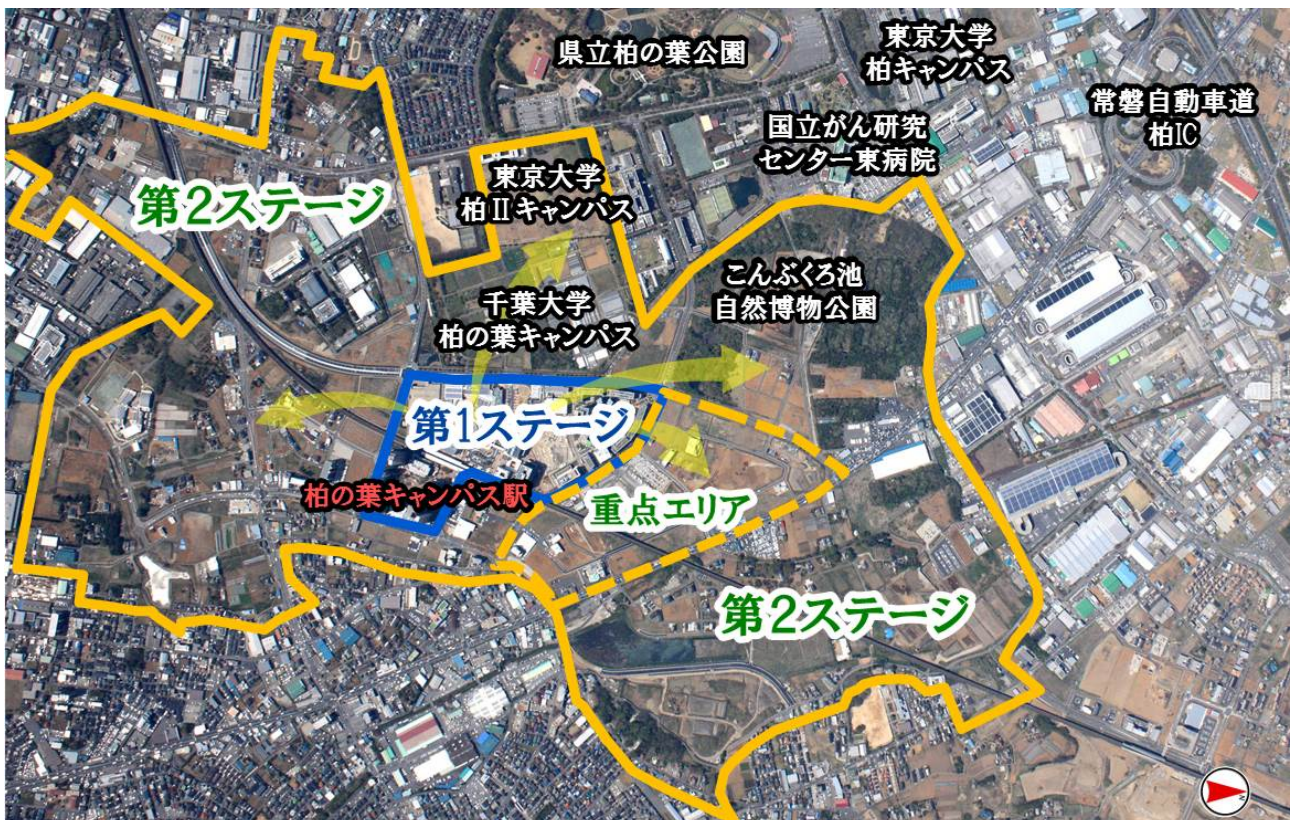 県立柏の葉公園
東京大学
柏キャンパス
常磐自動車道
柏IC
国立がん研究
センター東病院
第2ステージ
東京大学
柏Ⅱキャンパス
こんぶくろ池
自然博物公園
千葉大学
柏の葉キャンパス
第1ステージ
柏の葉キャンパス駅
重点エリア
第2ステージ
N